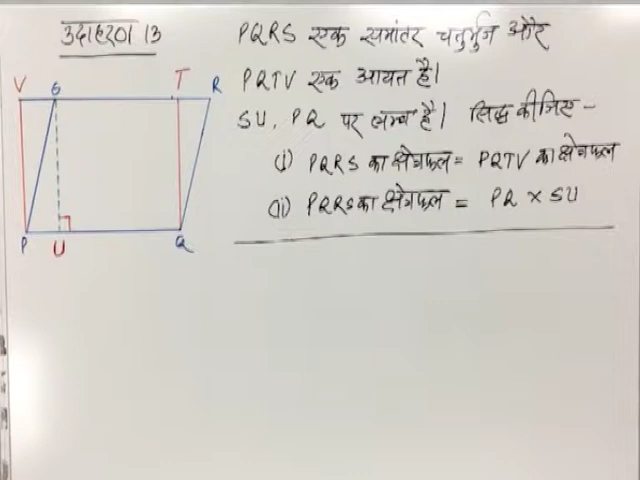 उदाहरण 13
PQRS एक समांतर चतुर्भुज और
PQTV एक आयत है।
SU, PQ पर लम्ब है। सिद्ध कीजिए -
(i) PQRS का क्षेत्रफल = PQTV का क्षेत्रफल
(ii) PQRS का क्षेत्रफल = PQ × SU
V S T R
P U Q